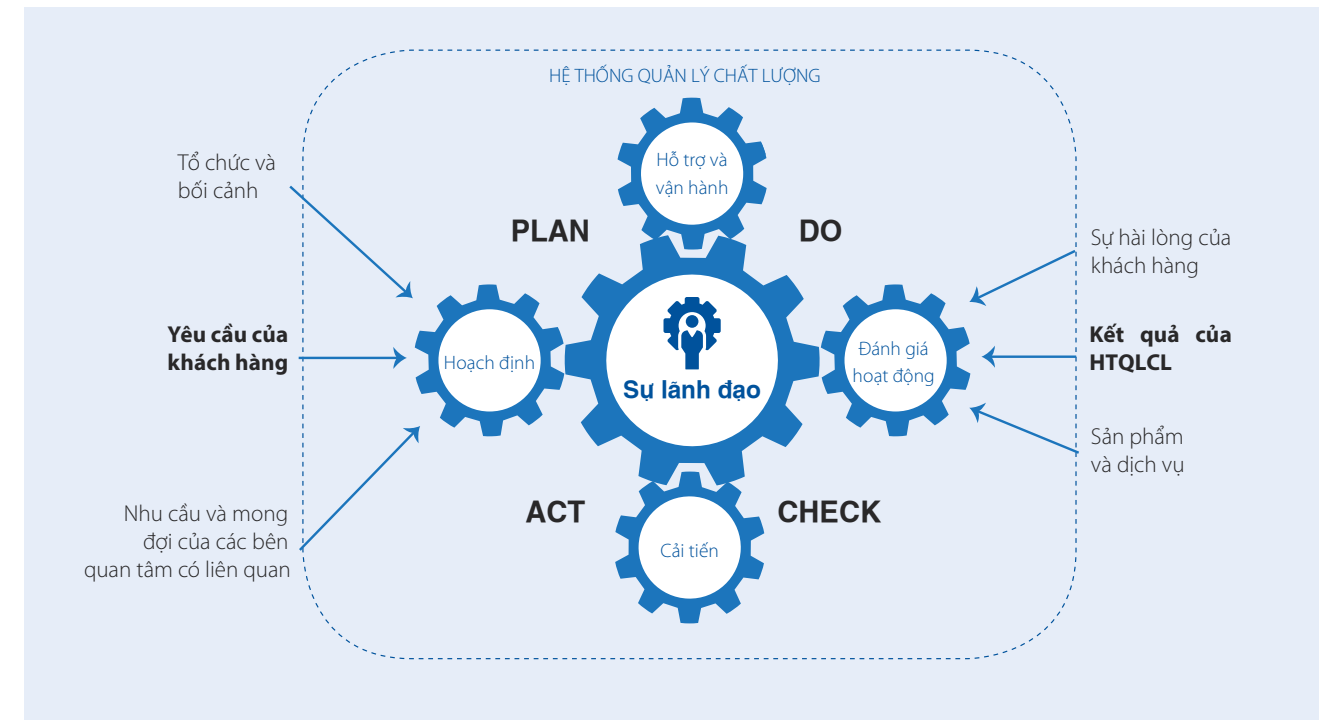 HỆ THỐNG QUẢN LÝ CHẤT LƯỢNG
Hỗ trợ và
vận hành
Tổ chức và
bối cảnh
PLAN
DO
Sự hài lòng của
khách hàng
Yêu cầu của
khách hàng
Hoạch định
Sự lãnh đạo
Đánh giá
hoạt động
Kết quả của
HTQLCL
Sản phẩm
và dịch vụ
ACT
CHECK
Nhu cầu và mong
đợi của các bên
quan tâm có liên quan
Cải tiến